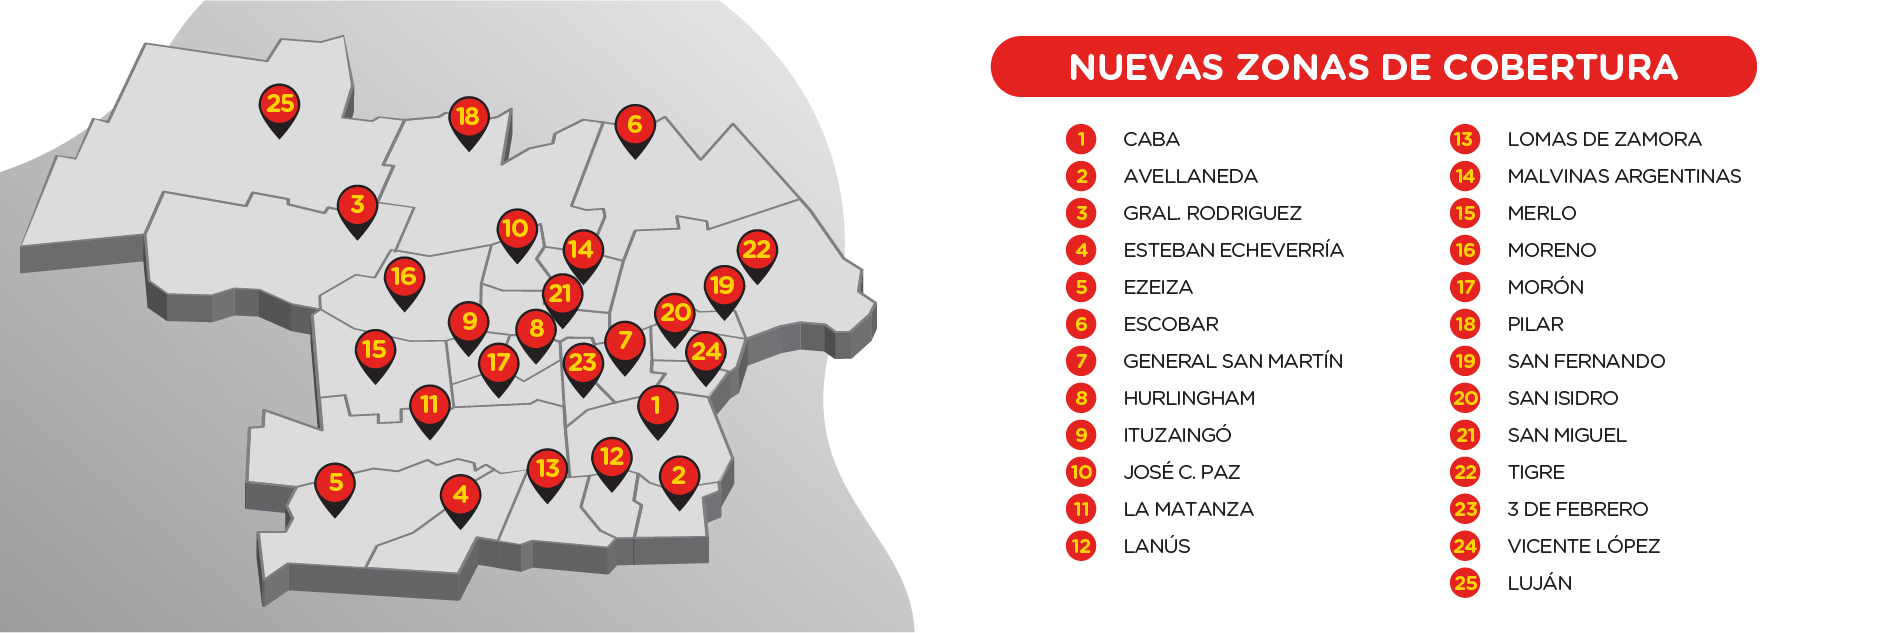 25
18
6
3
10
14
22
16
21
19
20
9
8
7
15
17
23
24
11
1
12
13
2
5
4
NUEVAS ZONAS DE COBERTURA
1 CABA
2 AVELLANEDA
3 GRAL. RODRIGUEZ
4 ESTEBAN ECHEVERRÍA
5 EZEIZA
6 ESCOBAR
7 GENERAL SAN MARTÍN
8 HURLINGHAM
9 ITUZAINGÓ
10 JOSÉ C. PAZ
11 LA MATANZA
12 LANÚS
13 LOMAS DE ZAMORA
14 MALVINAS ARGENTINAS
15 MERLO
16 MORENO
17 MORÓN
18 PILAR
19 SAN FERNANDO
20 SAN ISIDRO
21 SAN MIGUEL
22 TIGRE
23 3 DE FEBRERO
24 VICENTE LÓPEZ
25 LUJÁN